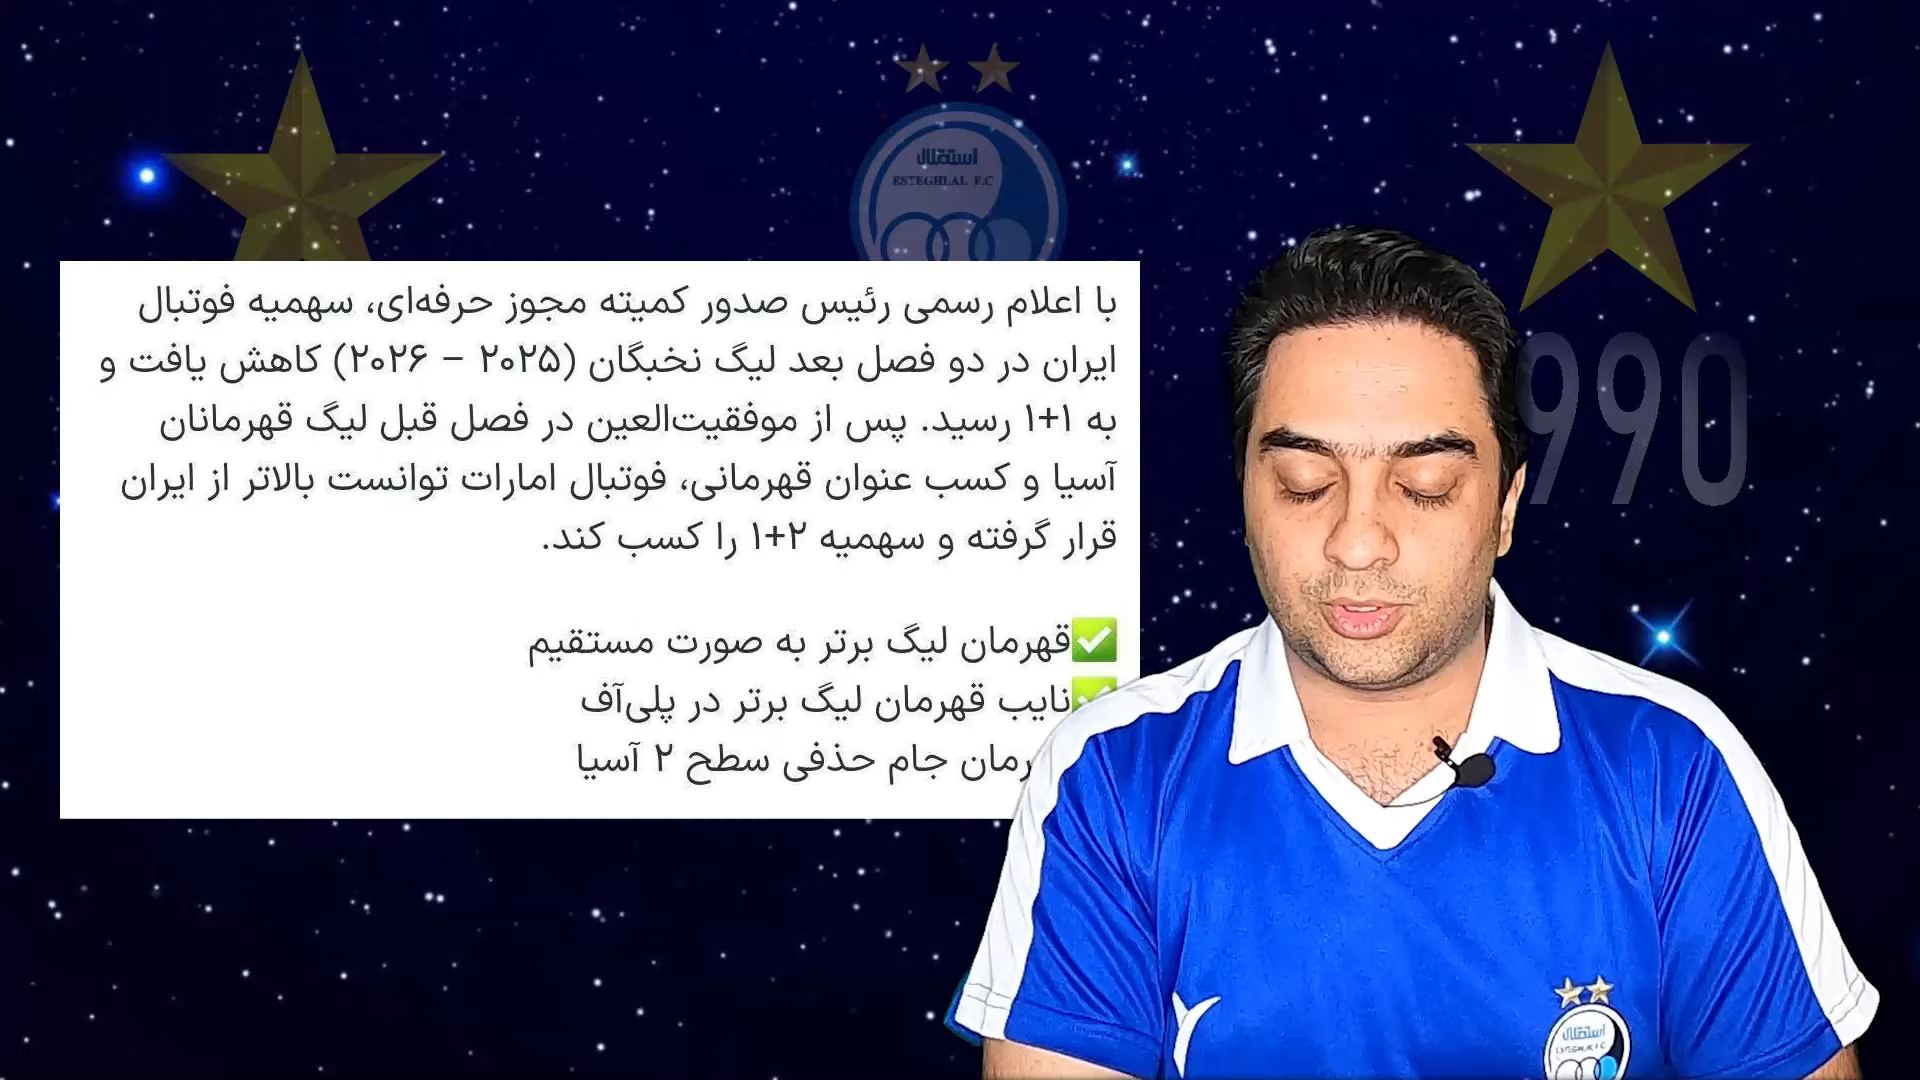 استقلال
ESTEGHLAL F.C
با اعلام رسمی رئیس صدور کمیته مجوز حرفه‌ای، سهمیه فوتبال
ایران در دو فصل بعد لیگ نخبگان (۲۰۲۵ – ۲۰۲۶) کاهش یافت و
به ۱+۱ رسید. پس از موفقیت‌العین در فصل قبل لیگ قهرمانان
آسیا و کسب عنوان قهرمانی، فوتبال امارات توانست بالاتر از ایران
قرار گرفته و سهمیه ۲+۱ را کسب کند.
✅قهرمان لیگ برتر به صورت مستقیم
✅نایب قهرمان لیگ برتر در پلی‌آف
جام حذفی سطح ۲ آسیا
990
استقلال